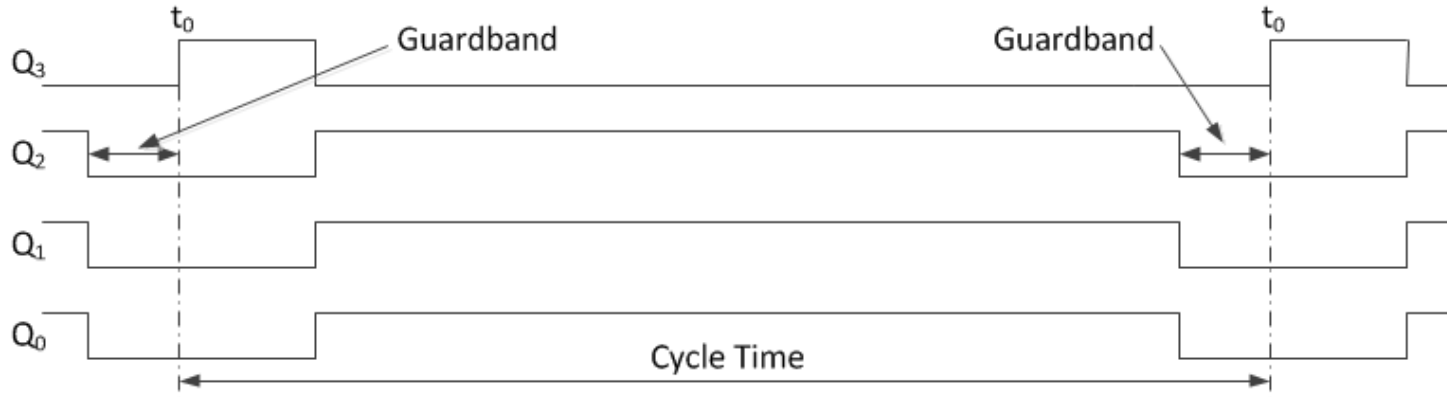 t₀ t₀
Guardband Guardband
Q₃
Q₂
Q₁
Q₀
Cycle Time